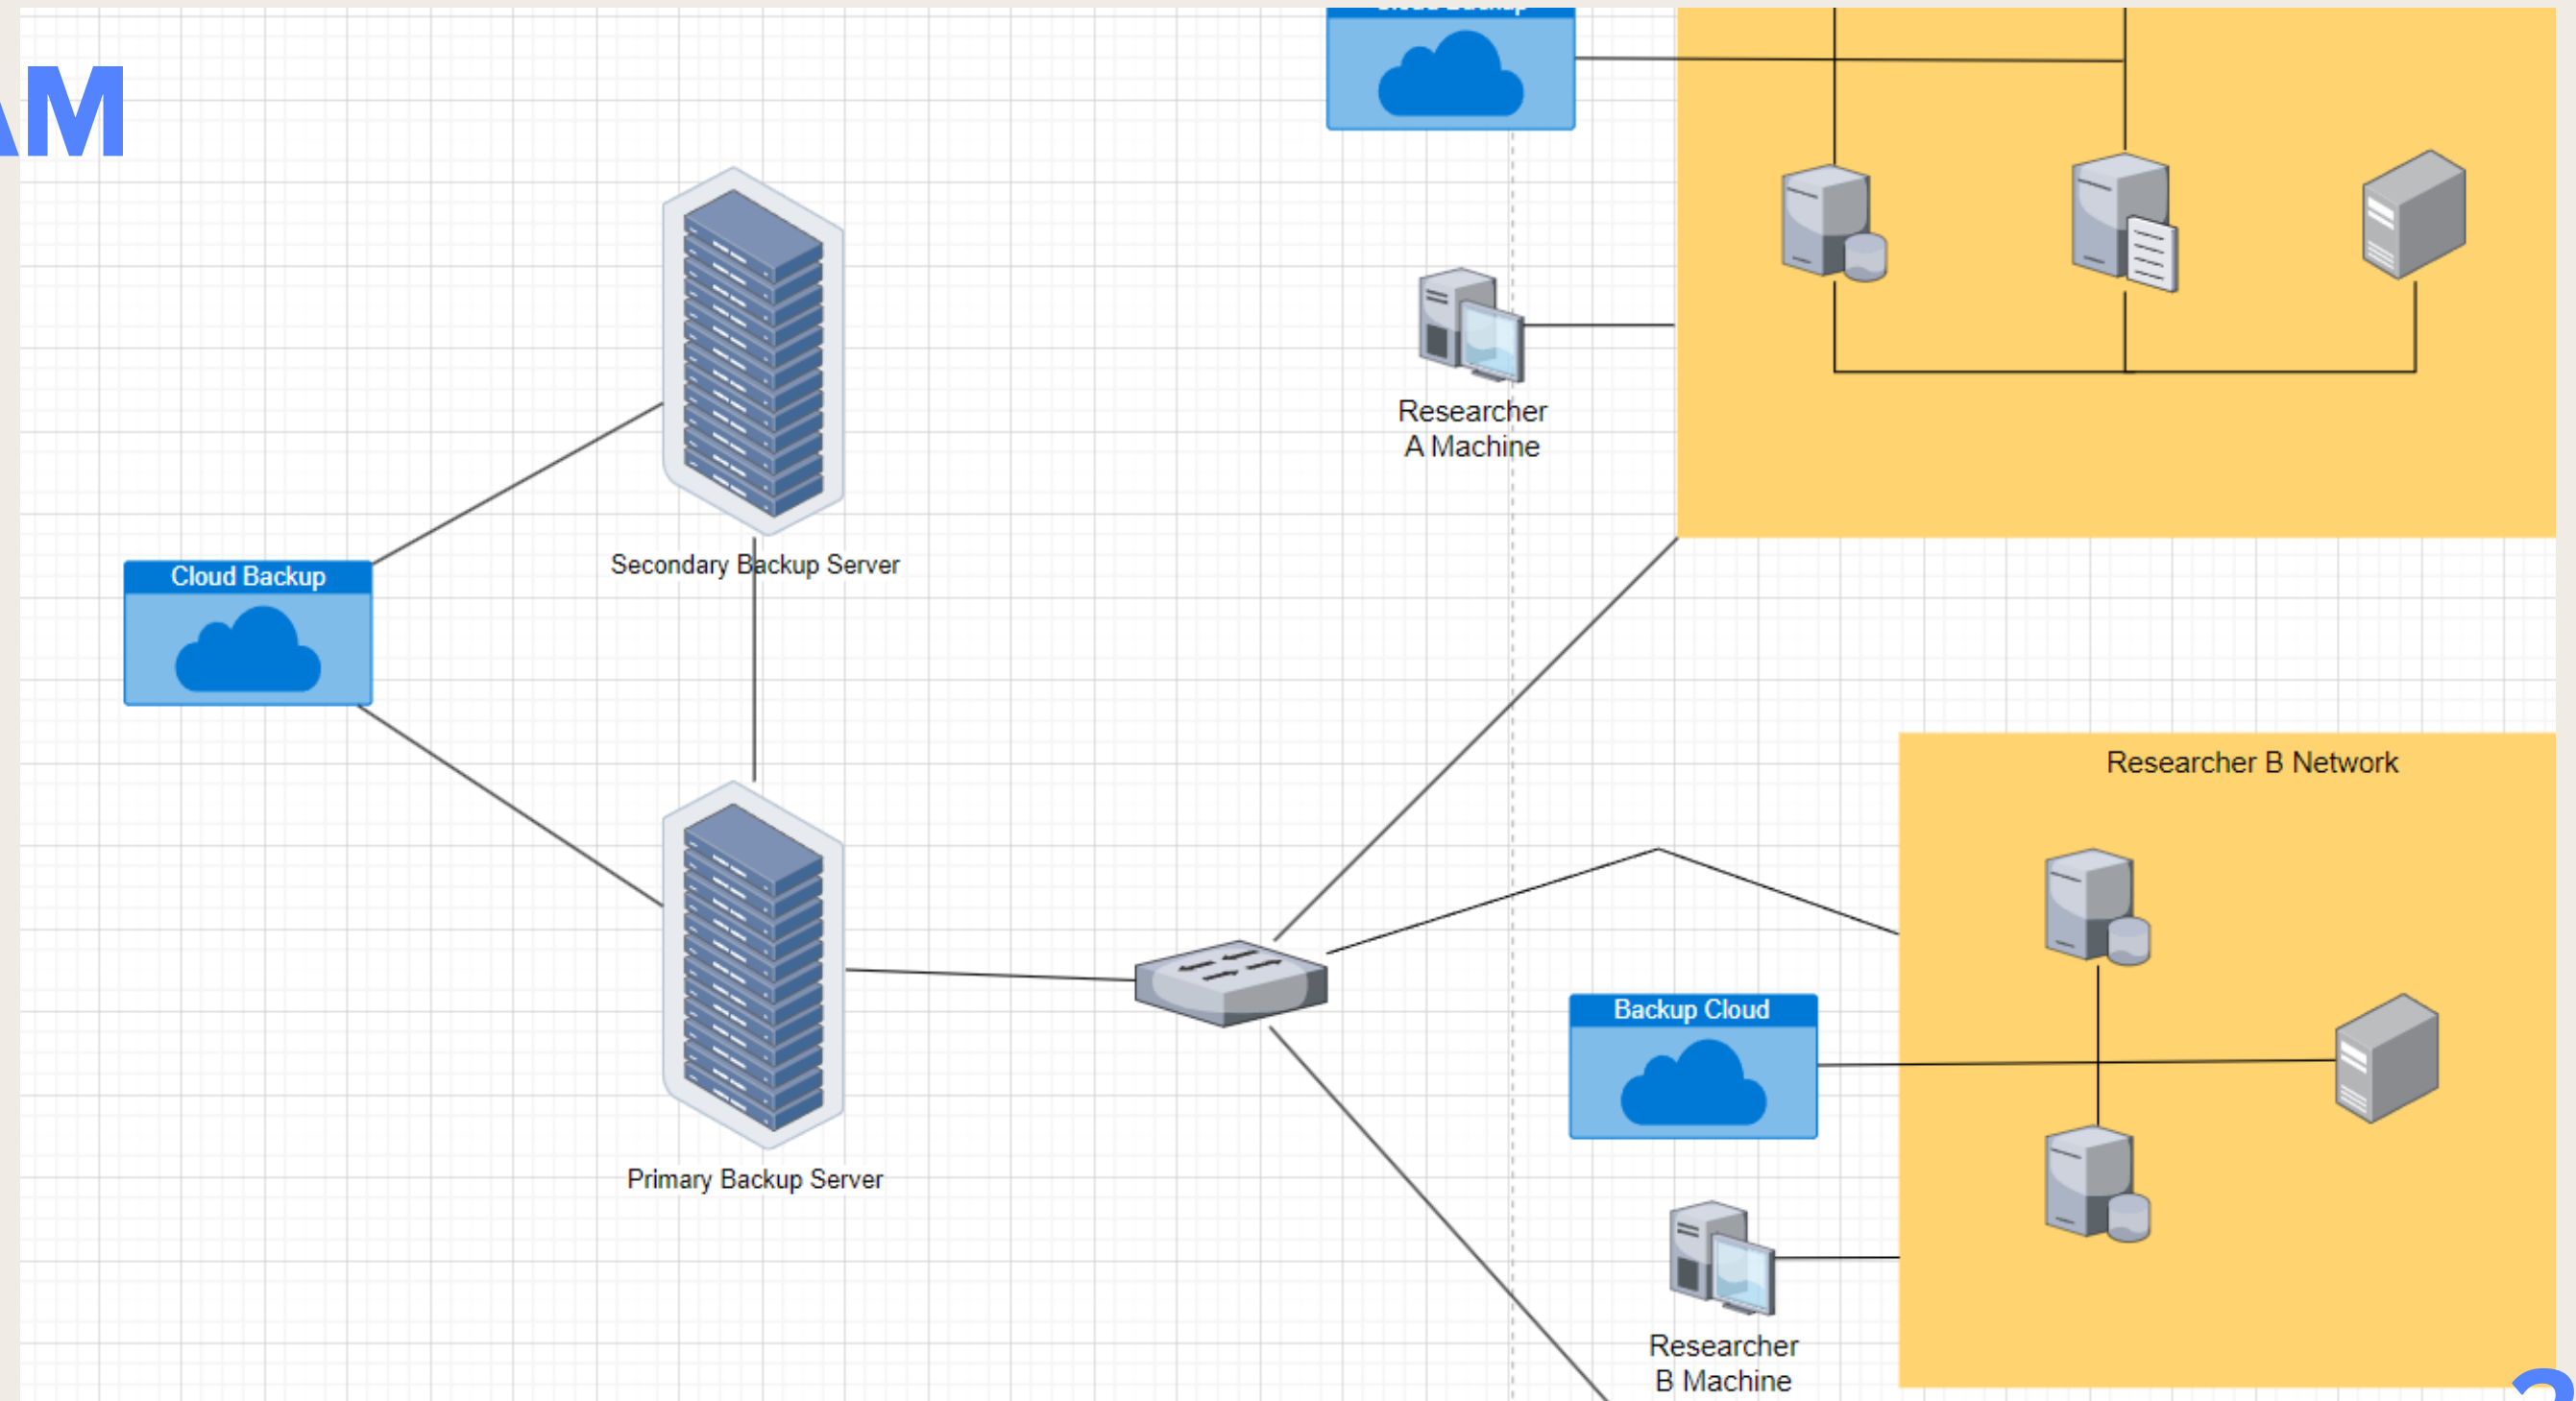 AM
Researcher
A Machine
Secondary Backup Server
Cloud Backup
Researcher B Network
Backup Cloud
Primary Backup Server
Researcher
B Machine